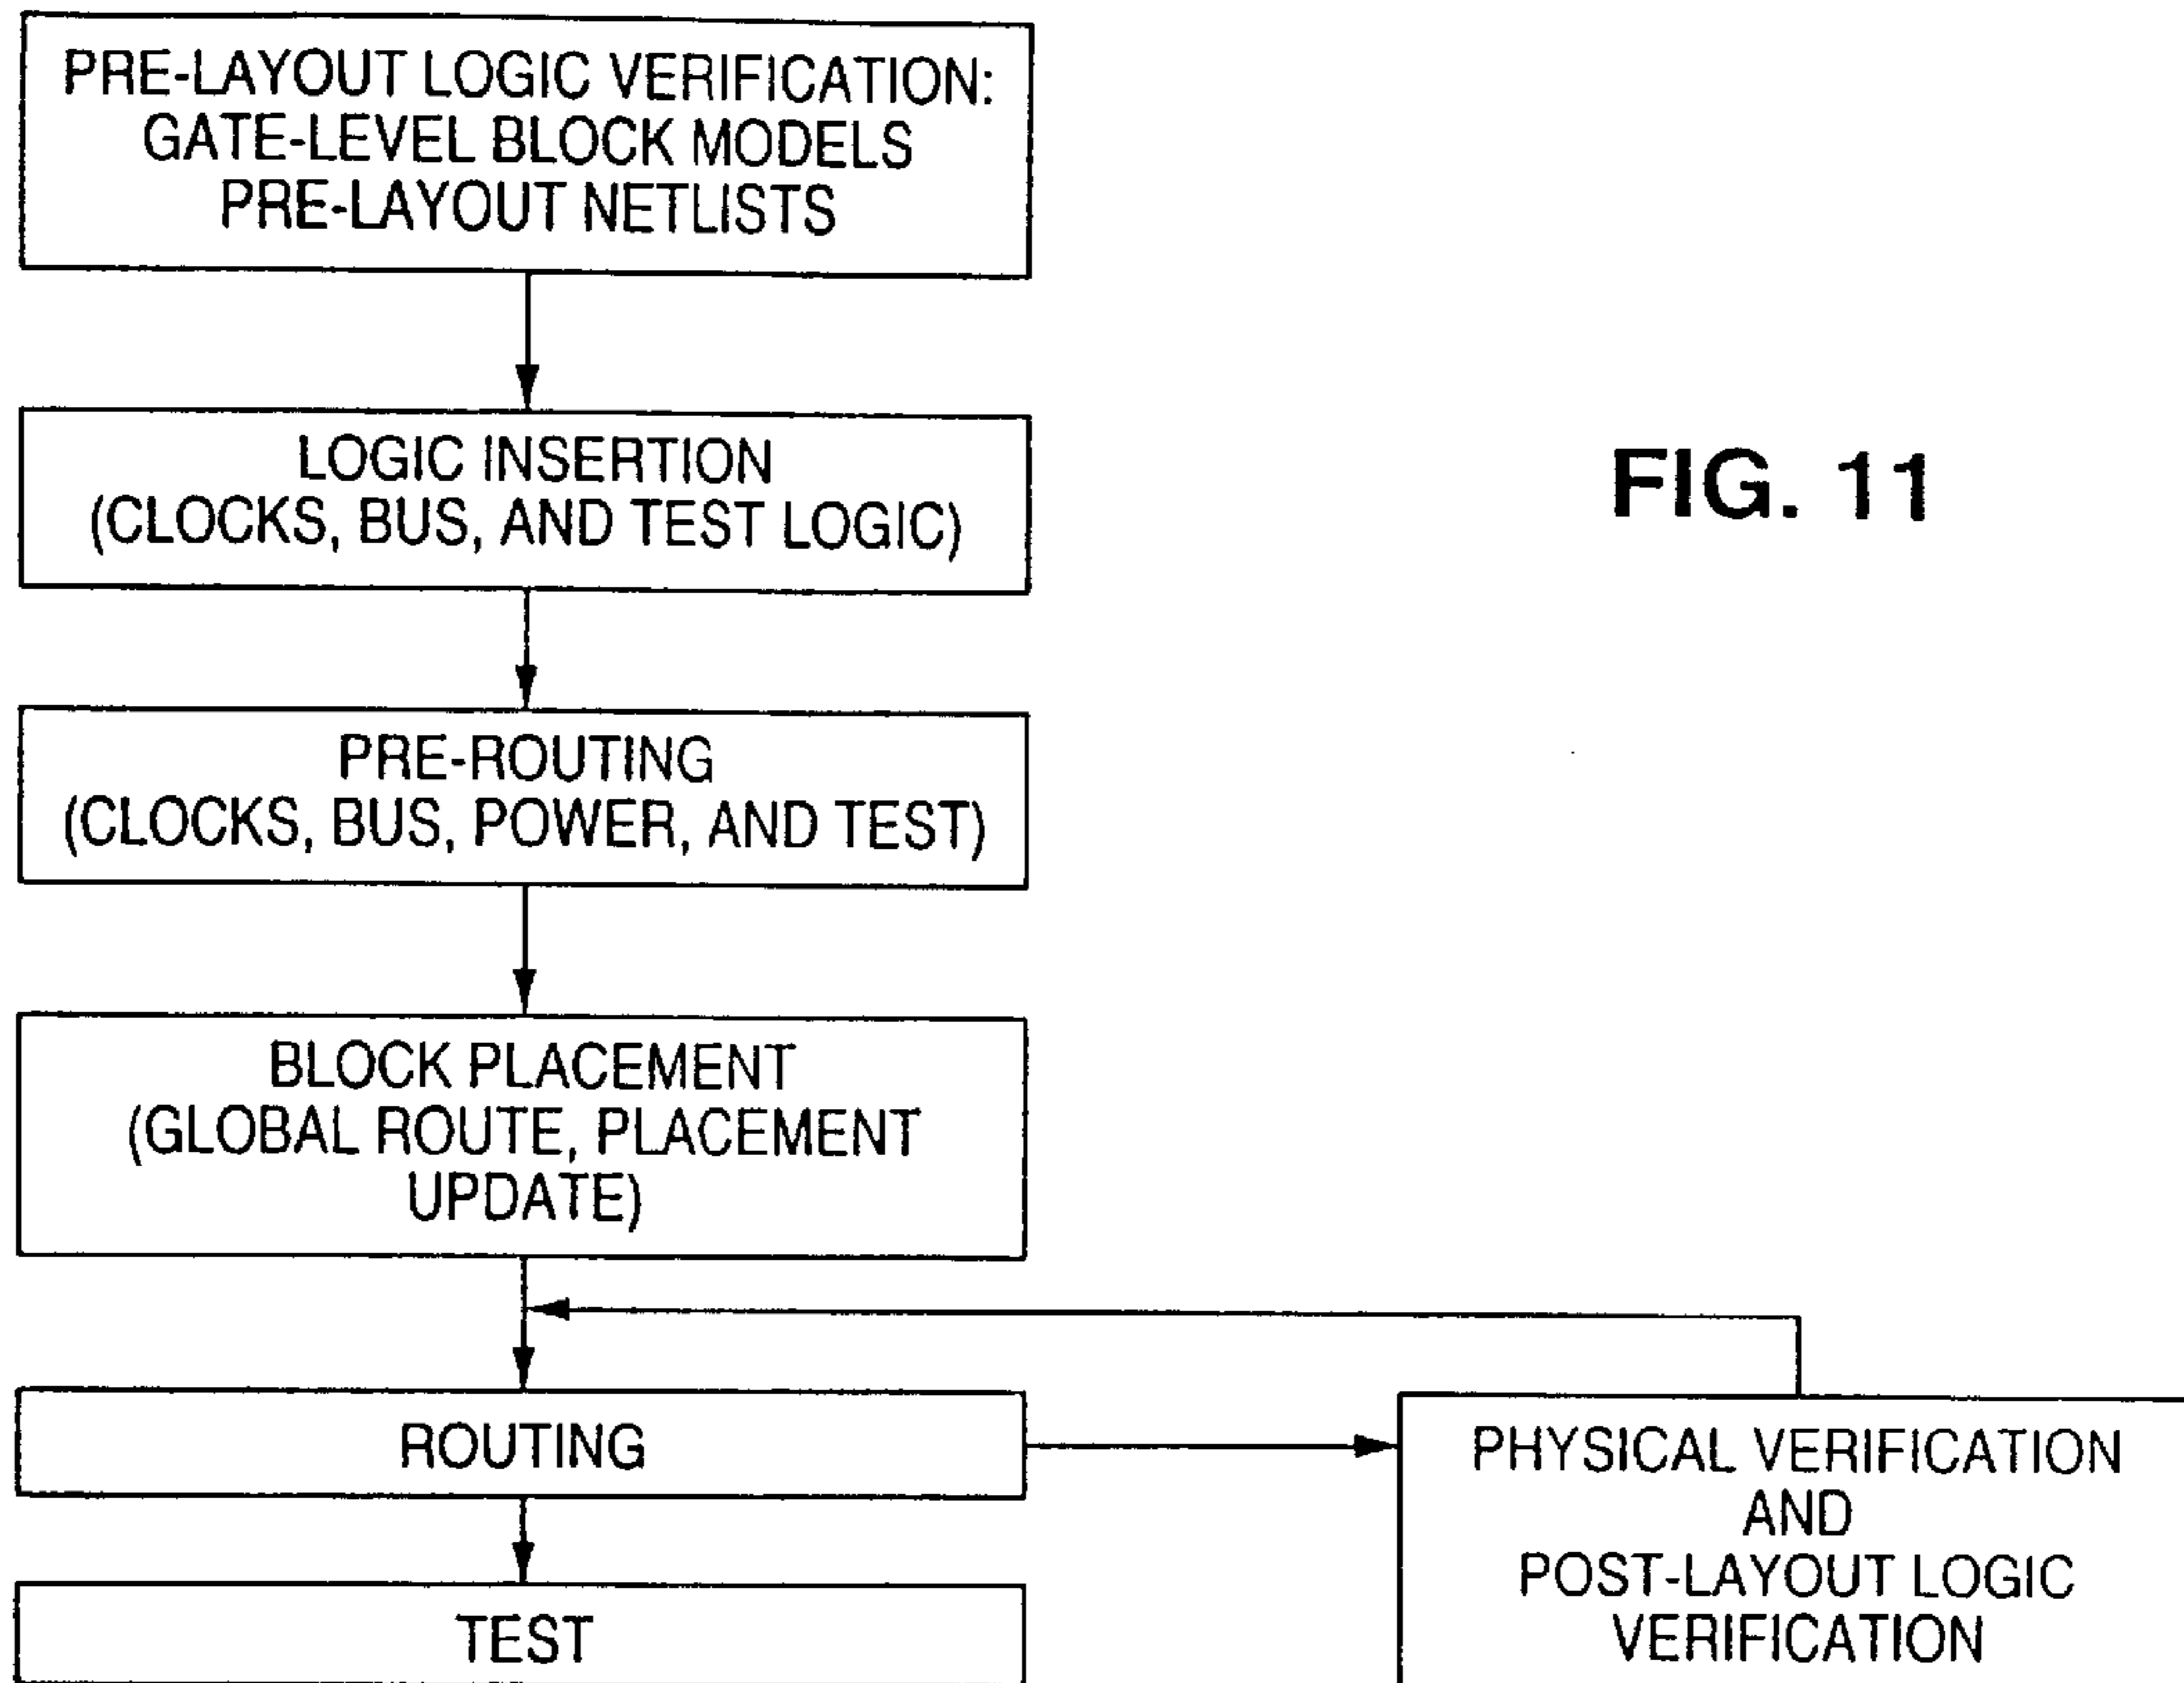 PRE-LAYOUT LOGIC VERIFICATION:
GATE-LEVEL BLOCK MODELS
PRE-LAYOUT NETLISTS
LOGIC INSERTION
(CLOCKS, BUS, AND TEST LOGIC)
FIG. 11
PRE-ROUTING
(CLOCKS, BUS, POWER, AND TEST)
BLOCK PLACEMENT
(GLOBAL ROUTE, PLACEMENT
UPDATE)
ROUTING
PHYSICAL VERIFICATION
AND
POST-LAYOUT LOGIC
VERIFICATION
TEST